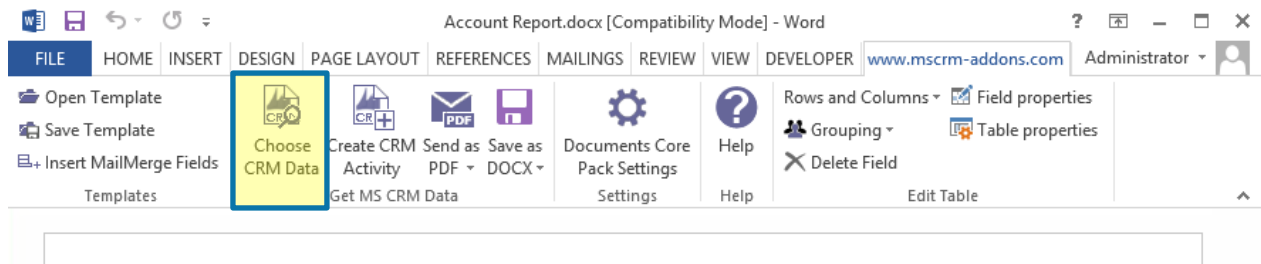 Account Report.docx [Compatibility Mode] - Word
FILE HOME INSERT DESIGN PAGE LAYOUT REFERENCES MAILINGS REVIEW VIEW DEVELOPER www.mscrm-addons.com Administrator
Open Template
Save Template
Insert MailMerge Fields
Templates
CRM
Choose
CRM Data
CRM
Create CRM
Activity
PDF
Send as
PDF
Save as
DOCX
Get MS CRM Data
Documents Core
Pack Settings
Settings
?
Help
Help
Rows and Columns
Grouping
Delete Field
Field properties
Table properties
Edit Table